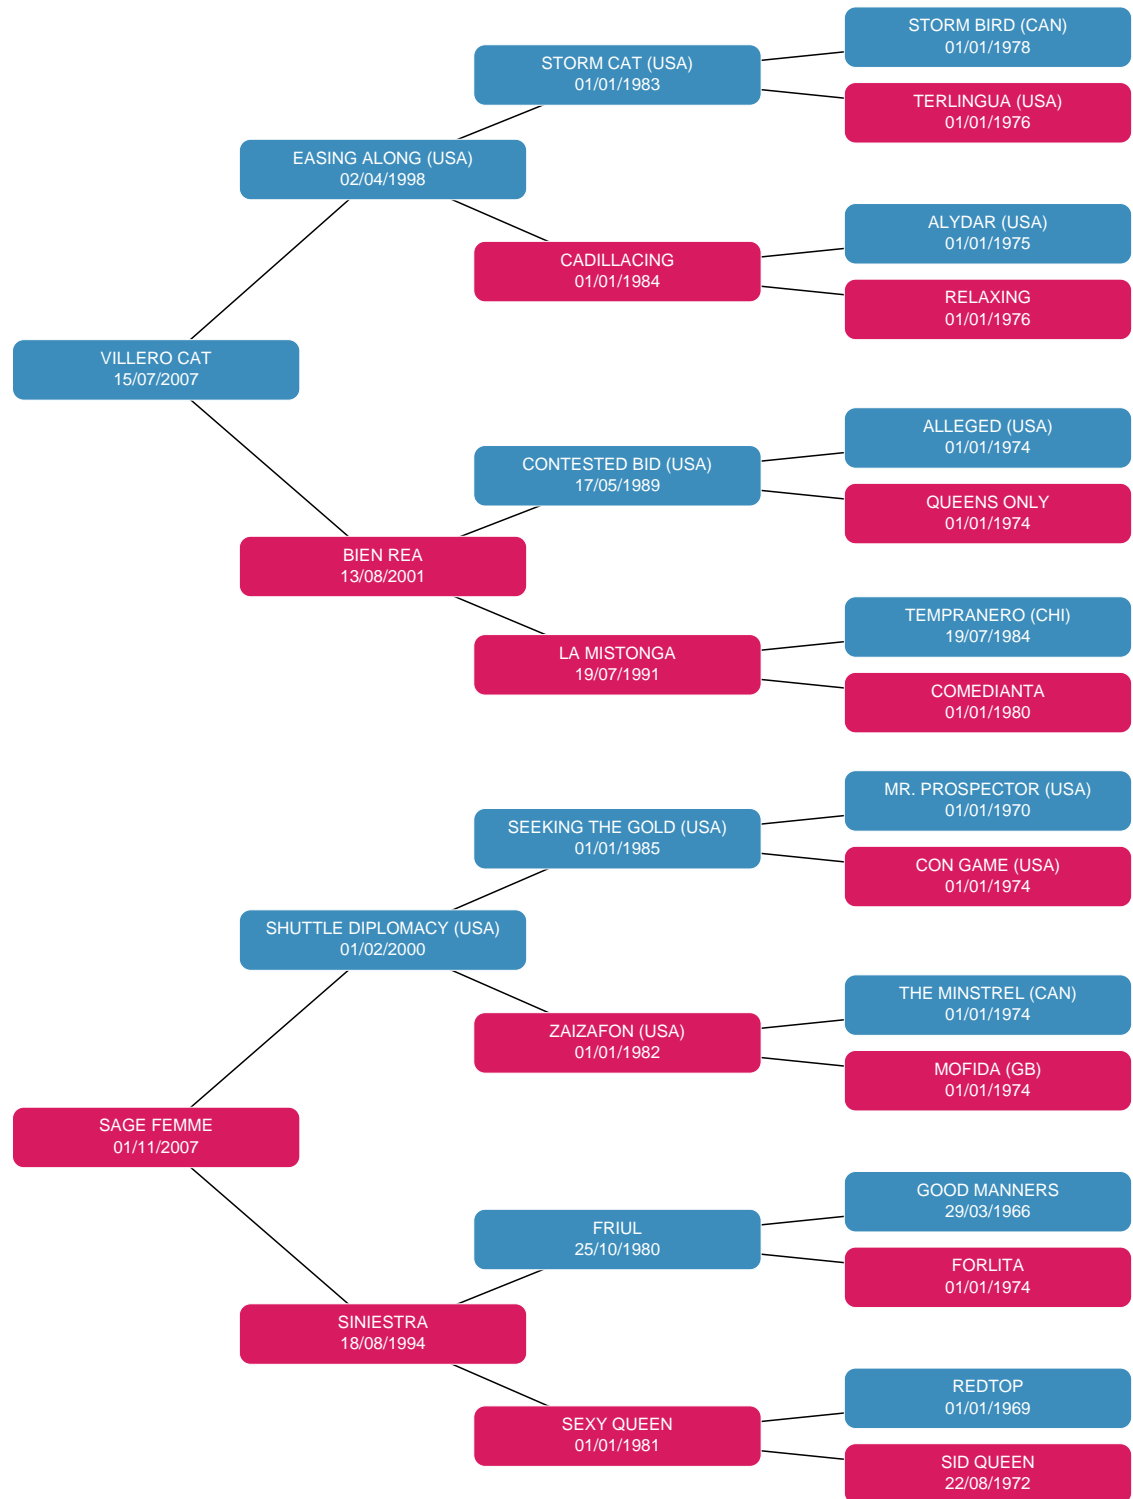 STORM BIRD (CAN)
01/01/1978
STORM CAT (USA)
01/01/1983
TERLINGUA (USA)
01/01/1976
EASING ALONG (USA)
02/04/1998
ALYDAR (USA)
01/01/1975
CADILLACING
01/01/1984
RELAXING
01/01/1976
VILLERO CAT
15/07/2007
ALLEGED (USA)
01/01/1974
CONTESTED BID (USA)
17/05/1989
QUEENS ONLY
01/01/1974
BIEN REA
13/08/2001
TEMPRANERO (CHI)
19/07/1984
LA MISTONGA
19/07/1991
COMEDIANTA
01/01/1980
MR. PROSPECTOR (USA)
01/01/1970
SEEKING THE GOLD (USA)
01/01/1985
CON GAME (USA)
01/01/1974
SHUTTLE DIPLOMACY (USA)
01/02/2000
THE MINSTREL (CAN)
01/01/1974
ZAIZAFON (USA)
01/01/1982
MOFIDA (GB)
01/01/1974
SAGE FEMME
01/11/2007
GOOD MANNERS
29/03/1966
FRIUL
25/10/1980
FORLITA
01/01/1974
SINIESTRA
18/08/1994
REDTOP
01/01/1969
SEXY QUEEN
01/01/1981
SID QUEEN
22/08/1972